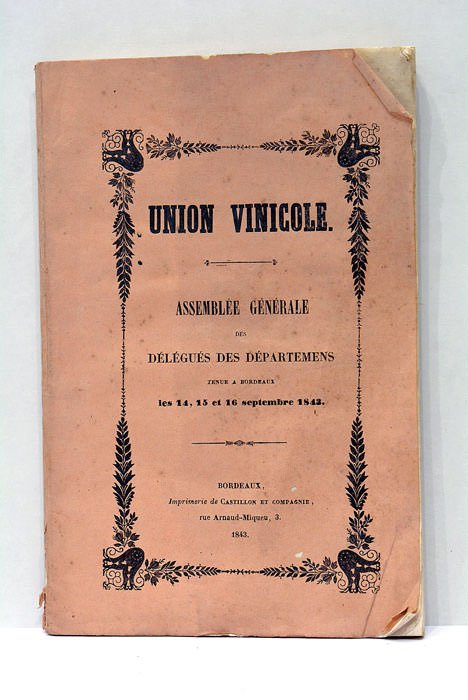 UNION VINICOLE.
ASSEMBLÉE GÉNÉRALE
DES
DÉLÉGUÉS DES DÉPARTEMENS
TENUE A BORDEAUX
les 14, 15 et 16 septembre 1843.
BORDEAUX,
Imprimerie de CASTILLON ET COMPAGNIE,
rue Arnaud-Miqueu, 3.
1843.